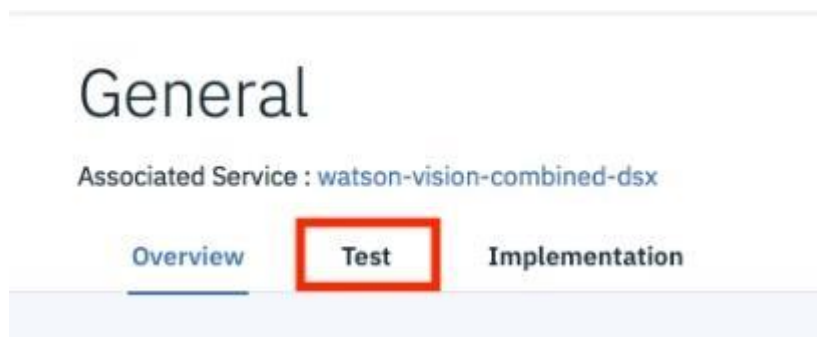 General
Associated Service : watson-vision-combined-dsx
Overview Test Implementation